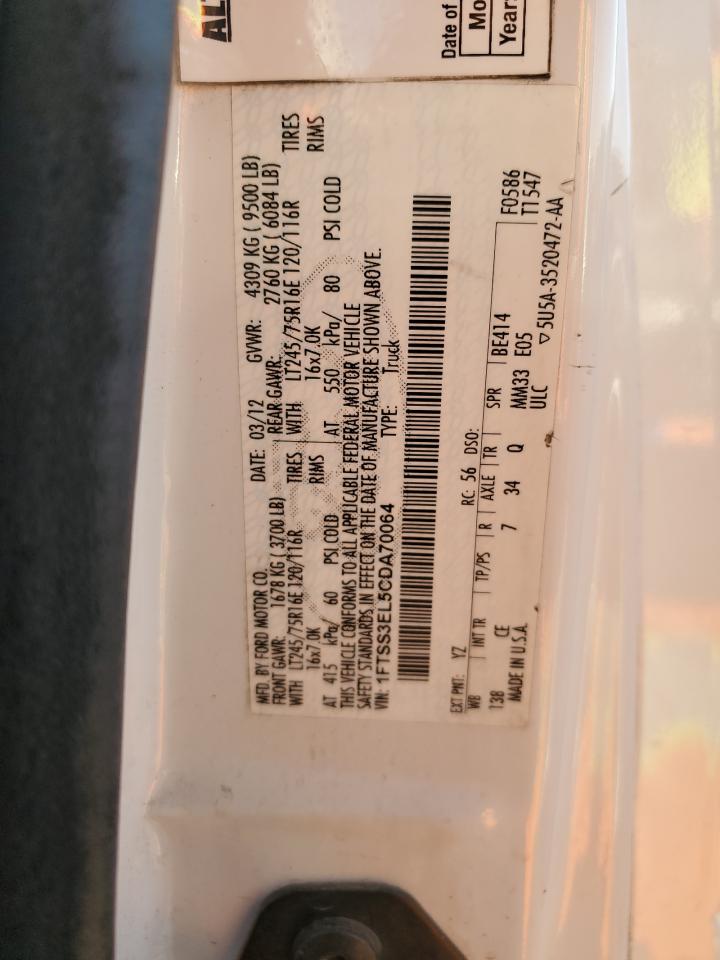 Date of
Mo
Year:
MFD. BY FORD MOTOR CO. DATE: 03/12 GVWR: 4309 KG ( 9500 LB)
FRONT GAWR: 1678 KG ( 3700 LB) REAR GAWR: 2760 KG ( 6084 LB)
WITH LT245/75R16E 120/116R TIRES WITH LT245/75R16E 120/116R TIRES
16x7.0K RIMS 16x7.0K RIMS
AT 415 kPa/ 60 PSI COLD AT 550 kPa/ 80 PSI COLD
THIS VEHICLE CONFORMS TO ALL APPLICABLE FEDERAL MOTOR VEHICLE
SAFETY STANDARDS IN EFFECT ON THE DATE OF MANUFACTURE SHOWN ABOVE.
VIN: 1FTSS3EL5CDA70064 TYPE: Truck
EXT PNT: YZ RC: 56 DSO:
WB INT TR TP/PS R AXLE TR SPR BE414 F0586
138 CE 7 34 Q MM33 E05 T1547
MADE IN U.S.A. ULC ▽5U5A-3520472-AA